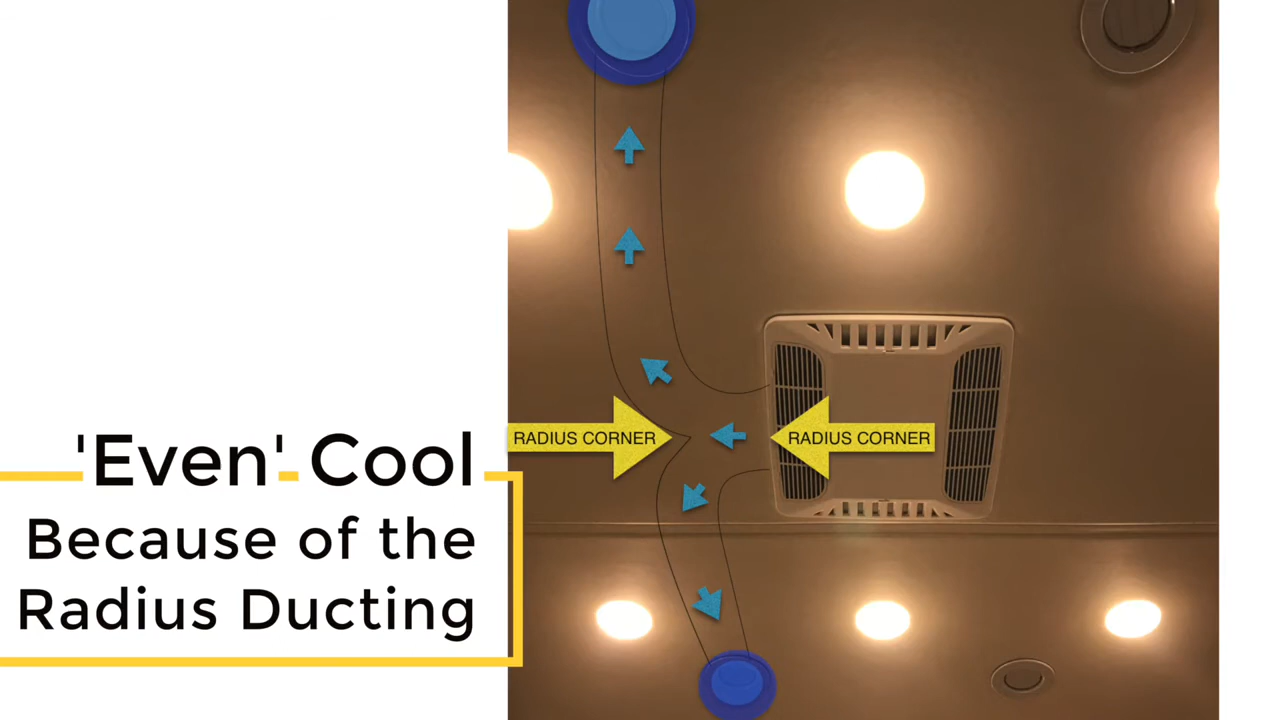 'Even' Cool
Because of the
Radius Ducting
RADIUS CORNER
RADIUS CORNER